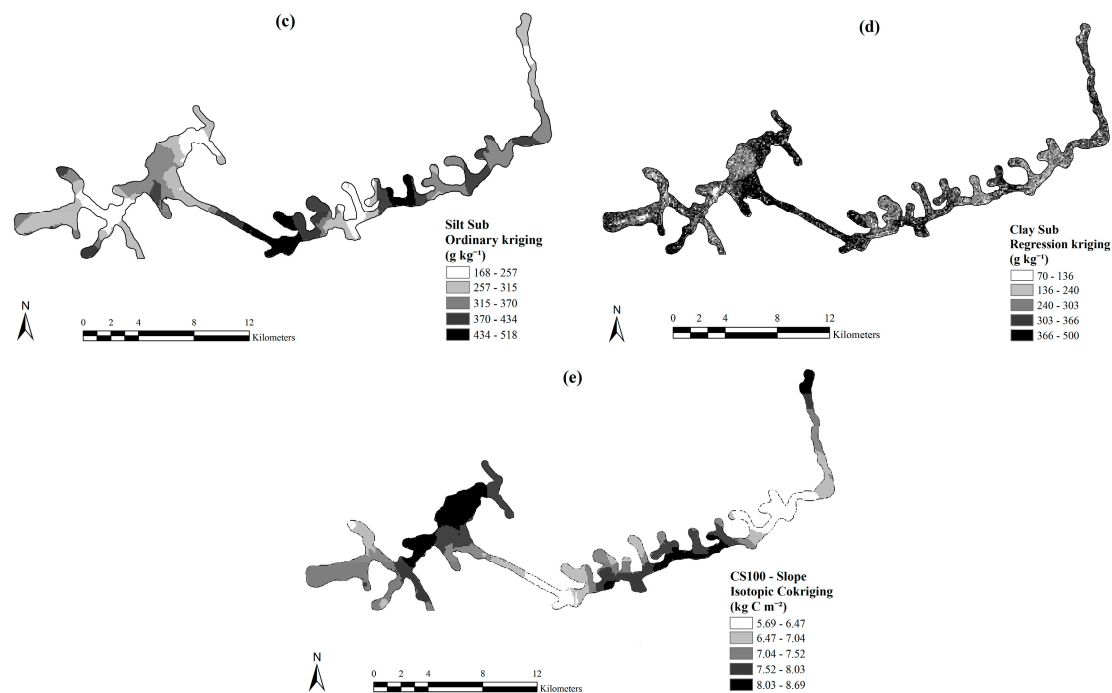 (c)
Silt Sub
Ordinary kriging
(g kg⁻¹)
168 - 257
257 - 315
315 - 370
370 - 434
434 - 518
N
0 2 4 8 12
Kilometers
(d)
Clay Sub
Regression kriging
(g kg⁻¹)
70 - 136
136 - 240
240 - 303
303 - 366
366 - 500
N
0 2 4 8 12
Kilometers
(e)
CS100 - Slope
Isotopic Cokriging
(kg C m⁻²)
5.69 - 6.47
6.47 - 7.04
7.04 - 7.52
7.52 - 8.03
8.03 - 8.69
N
0 2 4 8 12
Kilometers